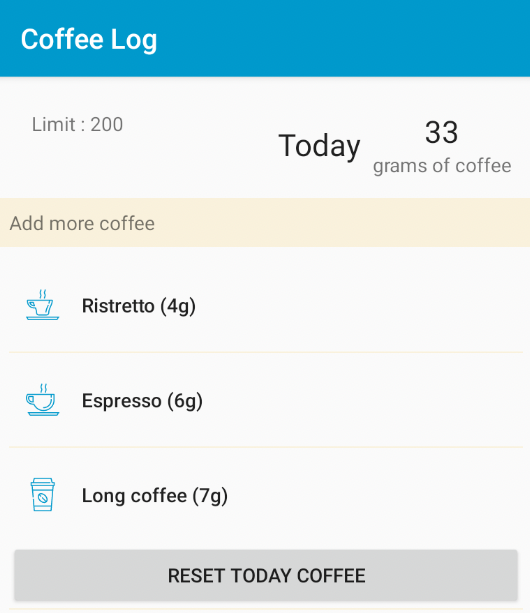 Coffee Log
Limit : 200
Today
33
grams of coffee
Add more coffee
Ristretto (4g)
Espresso (6g)
Long coffee (7g)
RESET TODAY COFFEE